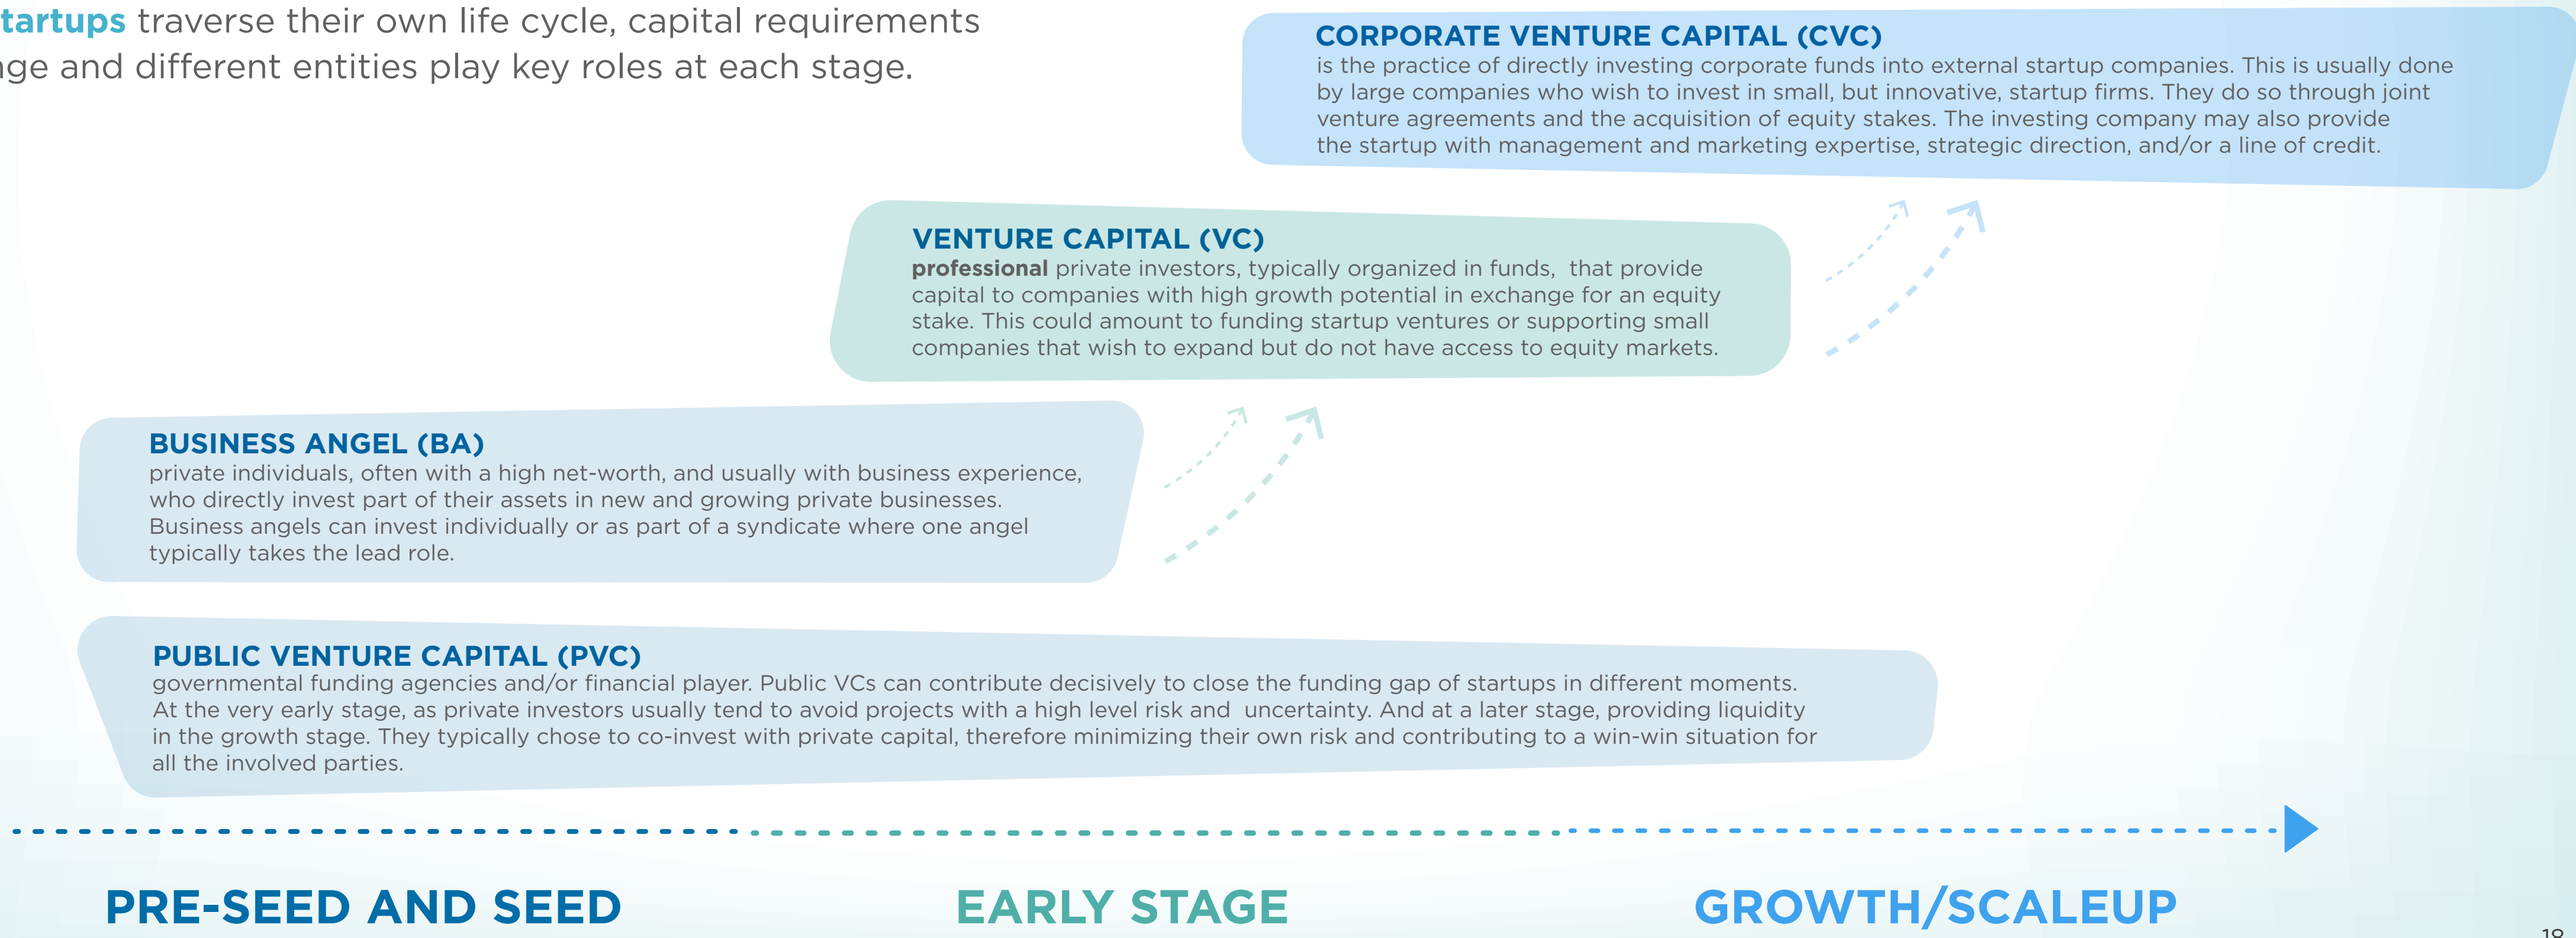 tartups traverse their own life cycle, capital requirements
nge and different entities play key roles at each stage.
CORPORATE VENTURE CAPITAL (CVC)
is the practice of directly investing corporate funds into external startup companies. This is usually done
by large companies who wish to invest in small, but innovative, startup firms. They do so through joint
venture agreements and the acquisition of equity stakes. The investing company may also provide
the startup with management and marketing expertise, strategic direction, and/or a line of credit.
VENTURE CAPITAL (VC)
professional private investors, typically organized in funds,  that provide
capital to companies with high growth potential in exchange for an equity
stake. This could amount to funding startup ventures or supporting small
companies that wish to expand but do not have access to equity markets.
BUSINESS ANGEL (BA)
private individuals, often with a high net-worth, and usually with business experience,
who directly invest part of their assets in new and growing private businesses.
Business angels can invest individually or as part of a syndicate where one angel
typically takes the lead role.
PUBLIC VENTURE CAPITAL (PVC)
governmental funding agencies and/or financial player. Public VCs can contribute decisively to close the funding gap of startups in different moments.
At the very early stage, as private investors usually tend to avoid projects with a high level risk and  uncertainty. And at a later stage, providing liquidity
in the growth stage. They typically chose to co-invest with private capital, therefore minimizing their own risk and contributing to a win-win situation for
all the involved parties.
PRE-SEED AND SEED
EARLY STAGE
GROWTH/SCALEUP